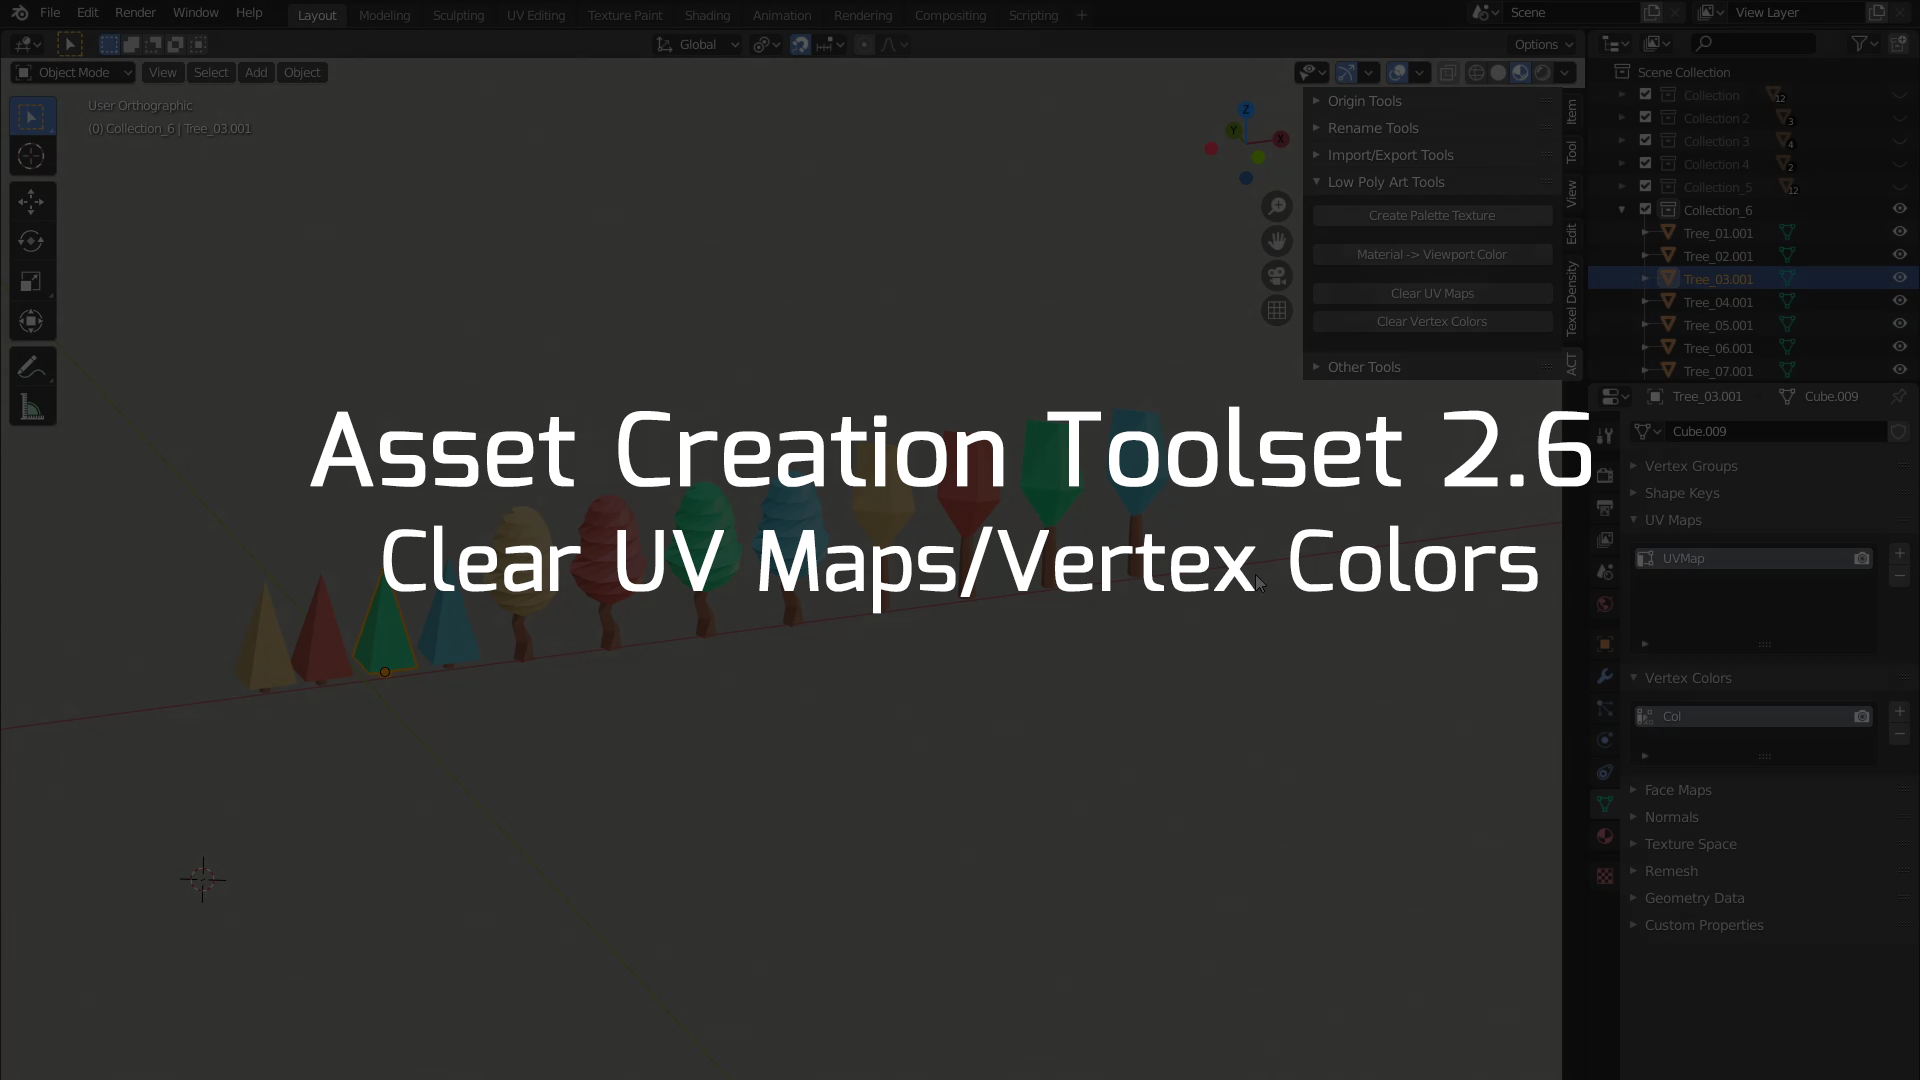 File Edit Render Window Help Layout Modeling Sculpting UV Editing Texture Paint Shading Animation Rendering Compositing Scripting + Scene View Layer
Global Options
Object Mode View Select Add Object
User Orthographic
(0) Collection_6 | Tree_03.001
Z
Y
X
Origin Tools
Rename Tools
Import/Export Tools
Low Poly Art Tools
Create Palette Texture
Material -> Viewport Color
Clear UV Maps
Clear Vertex Colors
Other Tools
Item
Tool
View
Edit
Texel Density
ACT
Scene Collection
Collection 12
Collection 2 3
Collection 3 4
Collection 4 2
Collection_5 12
Collection_6
Tree_01.001
Tree_02.001
Tree_03.001
Tree_04.001
Tree_05.001
Tree_06.001
Tree_07.001
Tree_03.001 Cube.009
Cube.009
Vertex Groups
Shape Keys
UV Maps
UVMap
Vertex Colors
Col
Face Maps
Normals
Texture Space
Remesh
Geometry Data
Custom Properties
Asset Creation Toolset 2.6
Clear UV Maps/Vertex Colors